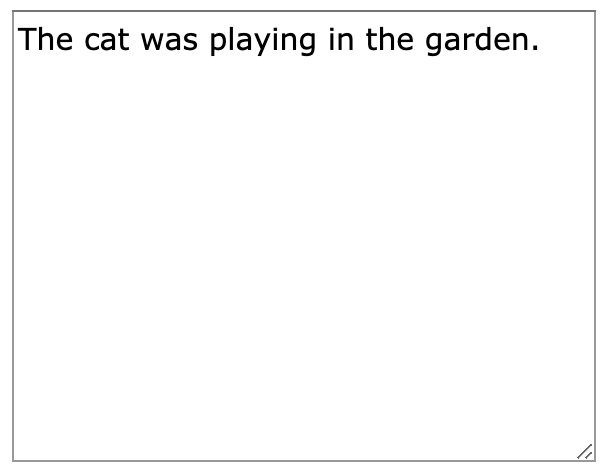 The cat was playing in the garden.